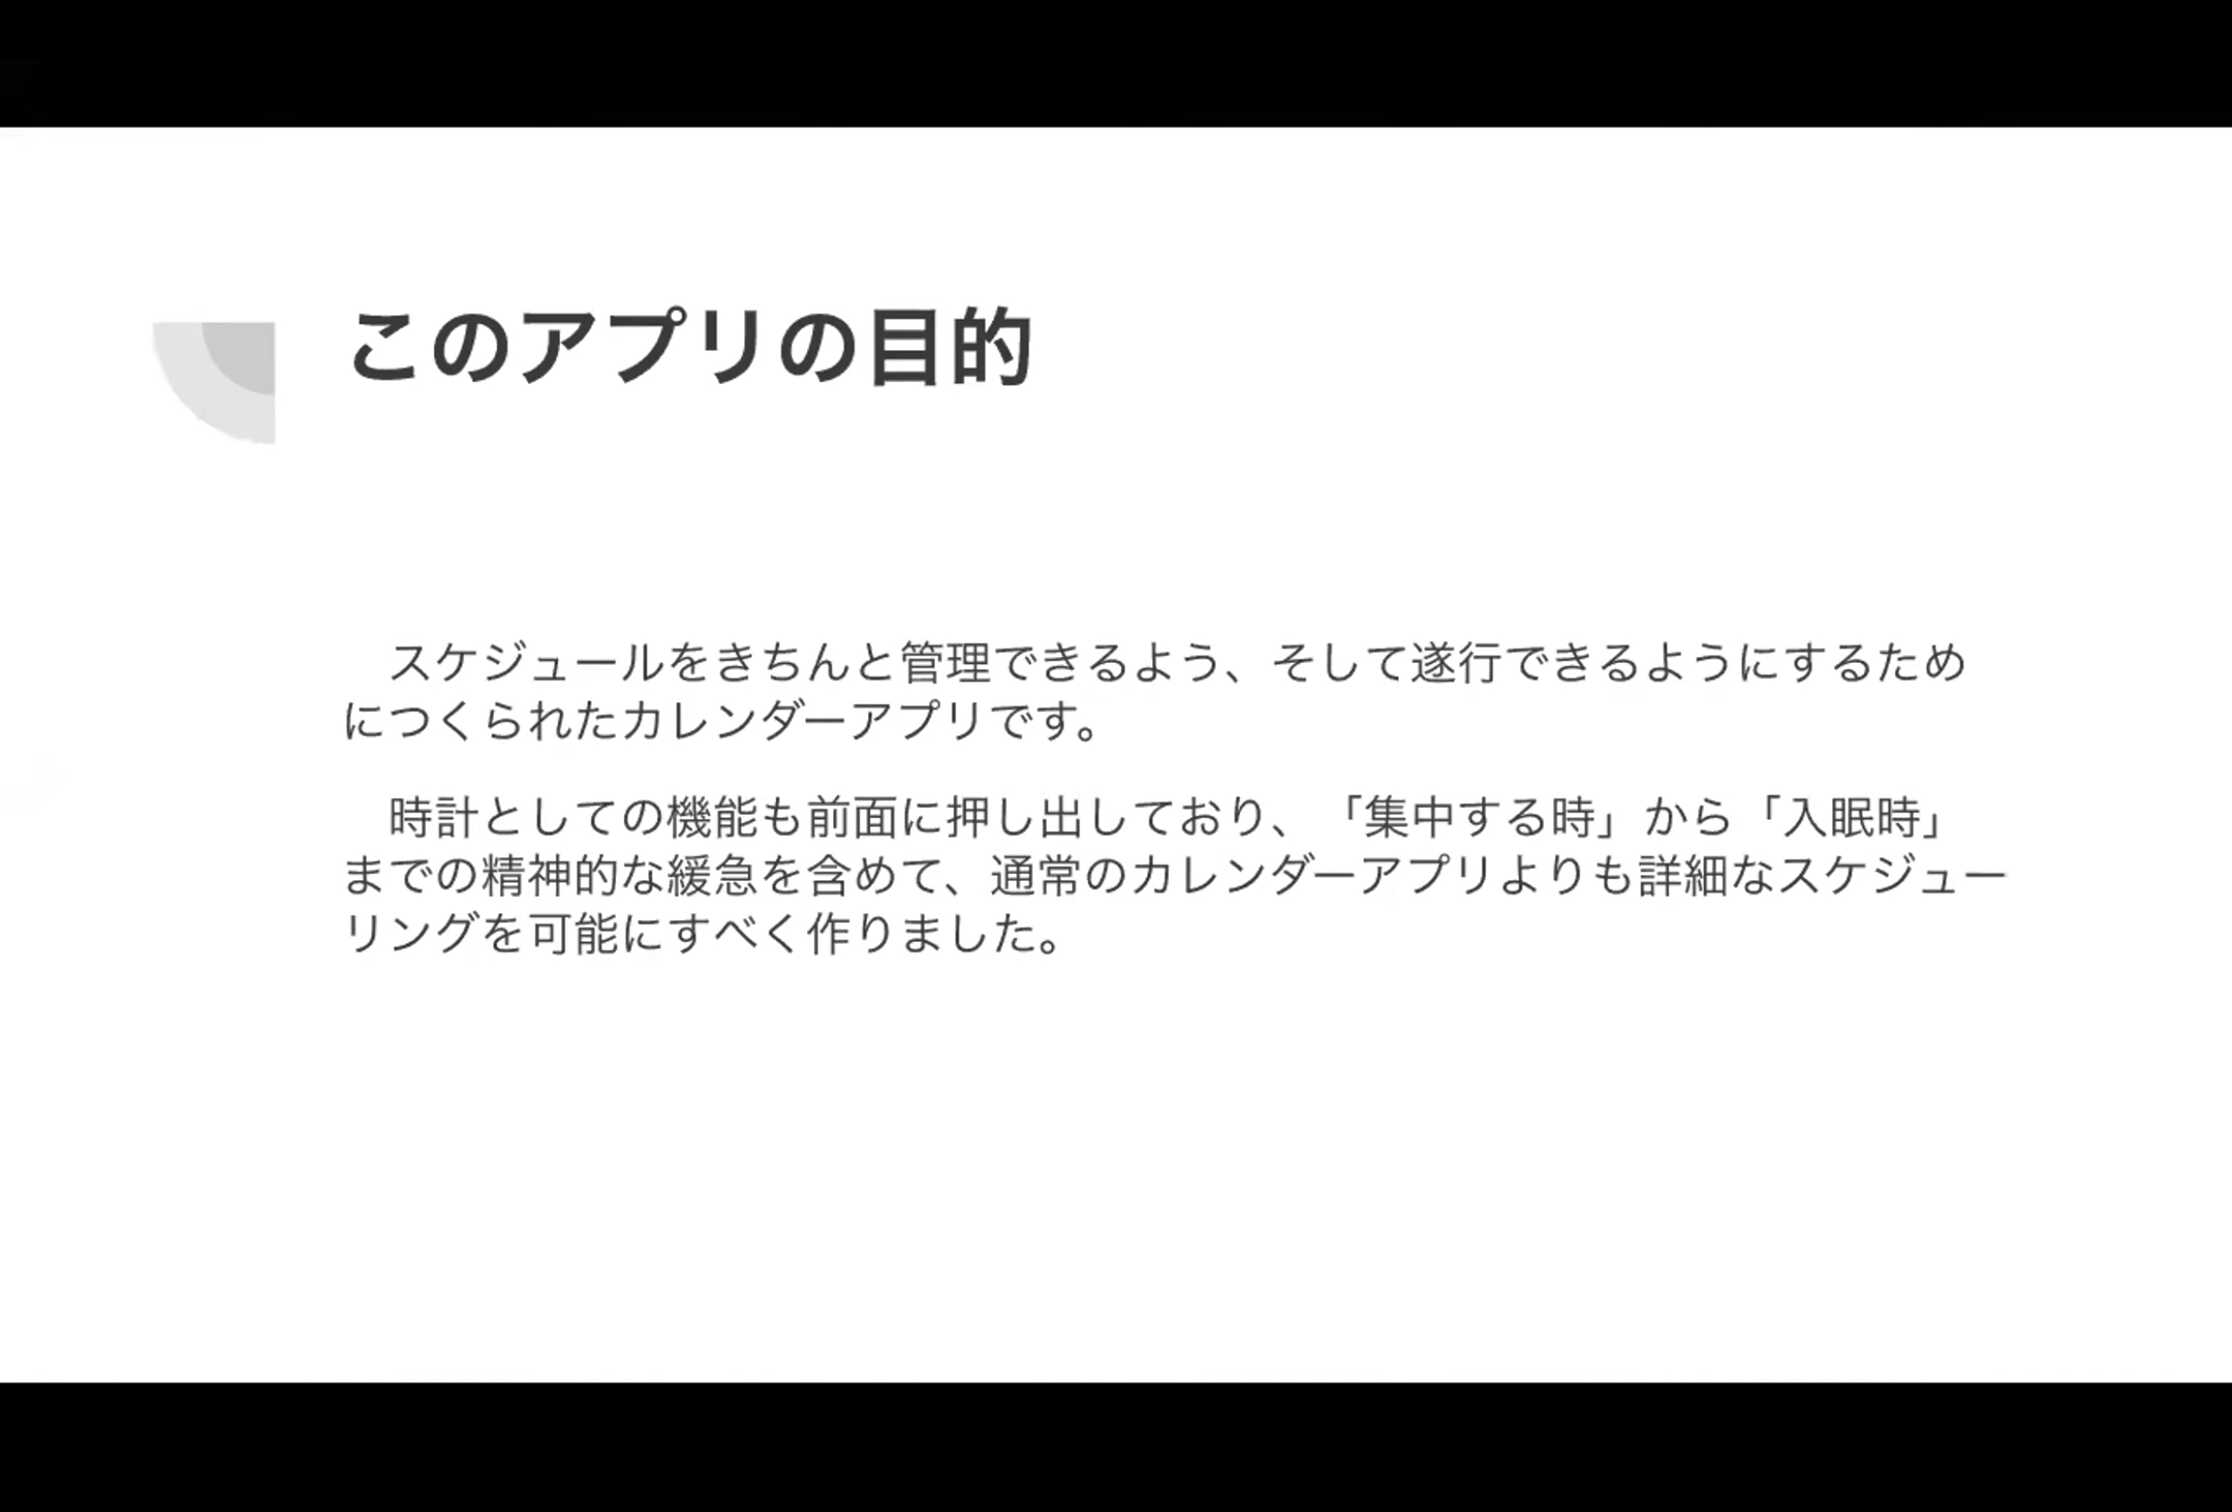 このアプリの目的
スケジュールをきちんと管理できるよう、そして遂行できるようにするため
につくられたカレンダーアプリです。
時計としての機能も前面に押し出しており、「集中する時」から「入眠時」
までの精神的な緩急を含めて、通常のカレンダーアプリよりも詳細なスケジュー
リングを可能にすべく作りました。